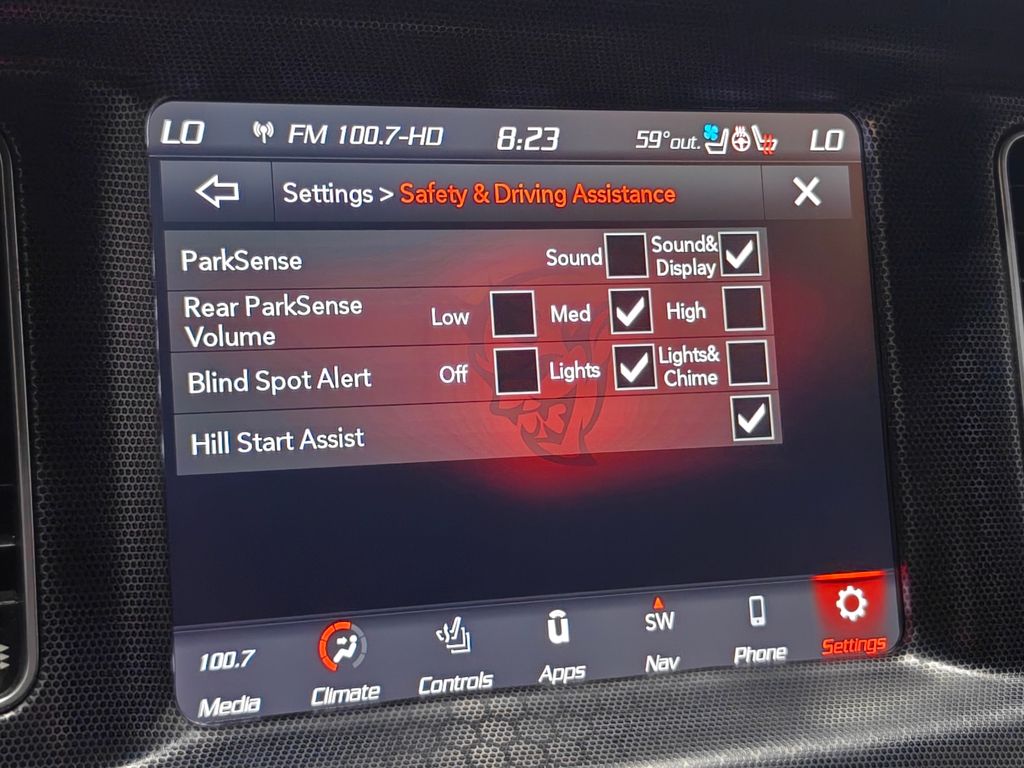 LO FM 100.7-HD 8:23 59°out. LO
Settings > Safety & Driving Assistance
ParkSense Sound Sound& Display
Rear ParkSense Volume Low Med High
Blind Spot Alert Off Lights Lights& Chime
Hill Start Assist
100.7 SW
Media Climate Controls Apps Nav Phone Settings